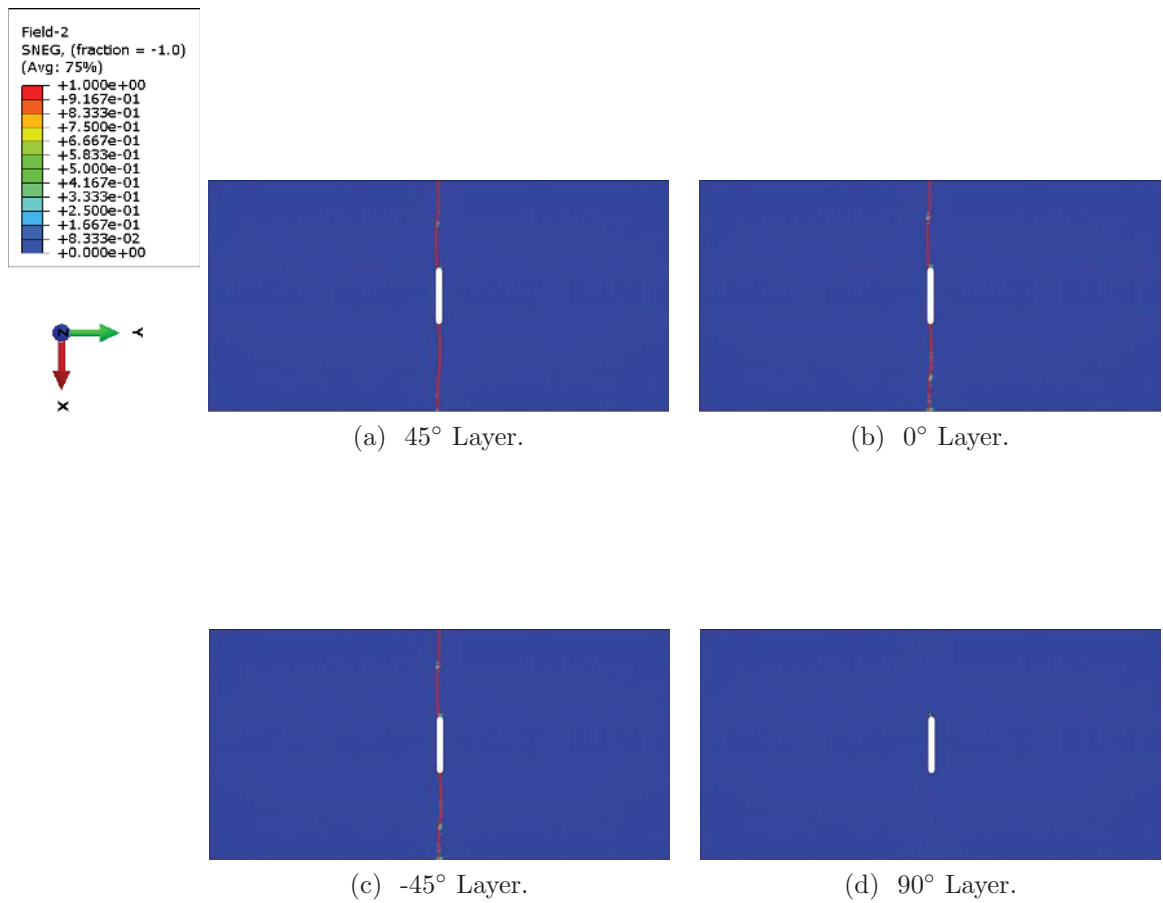 Field-2
SNEG, (fraction = -1.0)
(Avg: 75%)
+1.000e+00
+9.167e-01
+8.333e-01
+7.500e-01
+6.667e-01
+5.833e-01
+5.000e-01
+4.167e-01
+3.333e-01
+2.500e-01
+1.667e-01
+8.333e-02
+0.000e+00
Z
Y
X
(a) 45° Layer.
(b) 0° Layer.
(c) -45° Layer.
(d) 90° Layer.